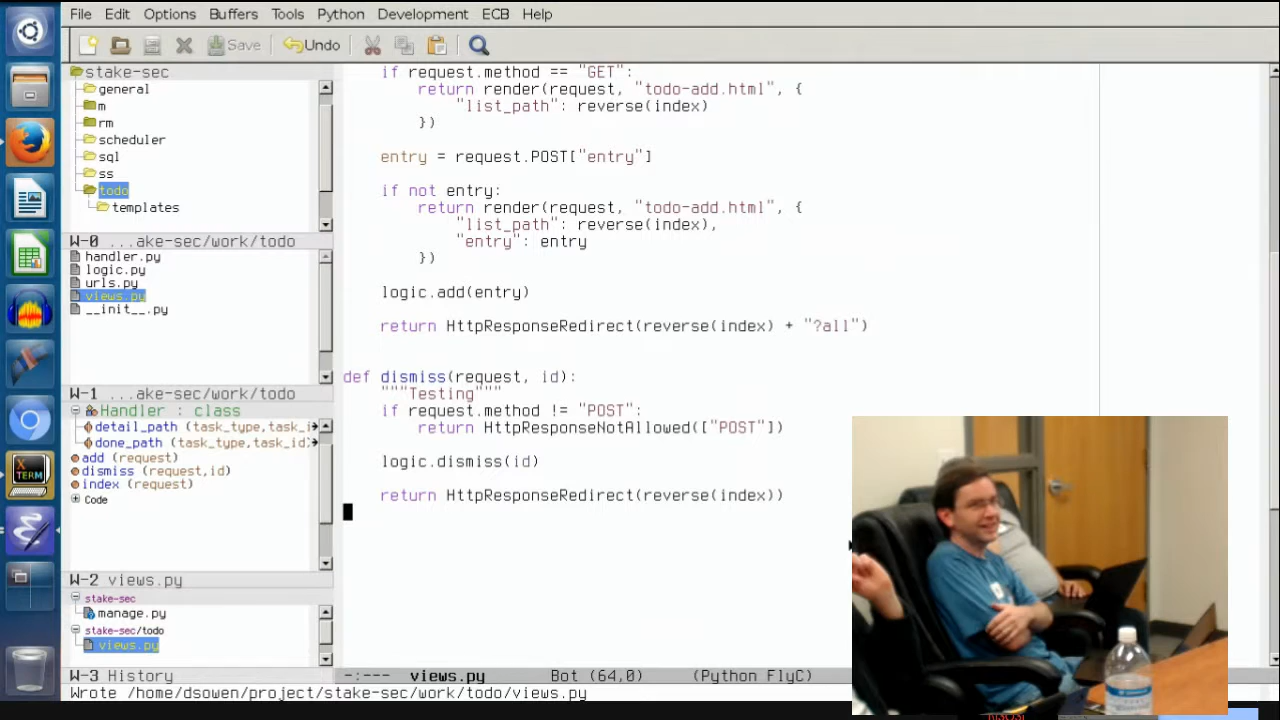 File Edit Options Buffers Tools Python Development ECB Help
Save Undo
stake-sec
general
m
rm
scheduler
sql
ss
todo
templates
W-0 ...ake-sec/work/todo
handler.py
logic.py
urls.py
views.py
__init__.py
W-1 ...ake-sec/work/todo
Handler : class
detail_path (task_type,task_i
done_path (task_type,task_id)
add (request)
dismiss (request,id)
index (request)
Code
W-2 views.py
stake-sec
manage.py
stake-sec/todo
views.py
W-3 History
if request.method == "GET":
return render(request, "todo-add.html", {
"list_path": reverse(index)
})
entry = request.POST["entry"]
if not entry:
return render(request, "todo-add.html", {
"list_path": reverse(index),
"entry": entry
})
logic.add(entry)
return HttpResponseRedirect(reverse(index) + "?all")
def dismiss(request, id):
"""Testing"""
if request.method != "POST":
return HttpResponseNotAllowed(["POST"])
logic.dismiss(id)
return HttpResponseRedirect(reverse(index))
-:---- views.py Bot (64,0) (Python FlyC)
Wrote /home/dsowen/project/stake-sec/work/todo/views.py
X
TERM